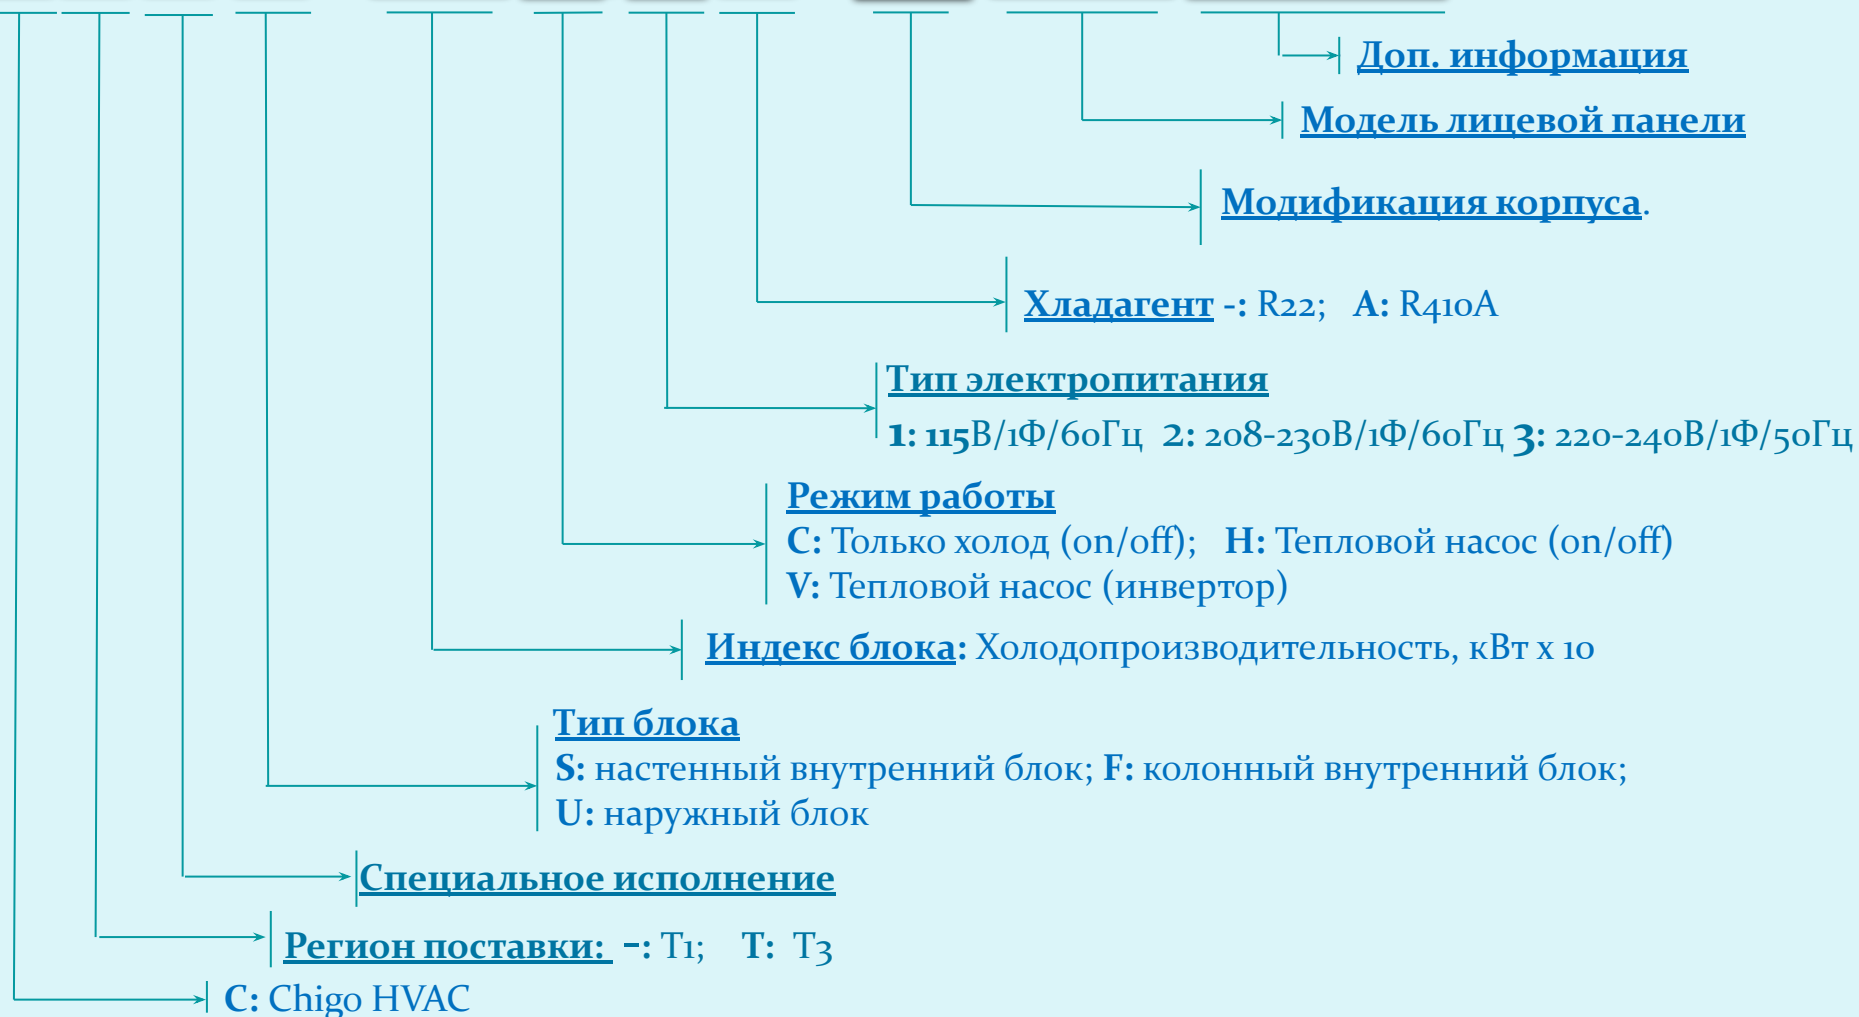 Доп. информация
Модель лицевой панели
Модификация корпуса.
Хладагент -: R22; A: R410A
Тип электропитания
1: 115В/1Ф/60Гц 2: 208-230В/1Ф/60Гц 3: 220-240В/1Ф/50Гц
Режим работы
C: Только холод (on/off); H: Тепловой насос (on/off)
V: Тепловой насос (инвертор)
Индекс блока: Холодопроизводительность, кВт х 10
Тип блока
S: настенный внутренний блок; F: колонный внутренний блок;
U: наружный блок
Специальное исполнение
Регион поставки: -: T1; T: T3
C: Chigo HVAC